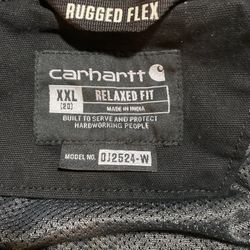 RUGGED FLEX
carhartt
XXL
(20)
RELAXED FIT
MADE IN INDIA
BUILT TO SERVE AND PROTECT
HARDWORKING PEOPLE
MODEL NO. OJ2524-W